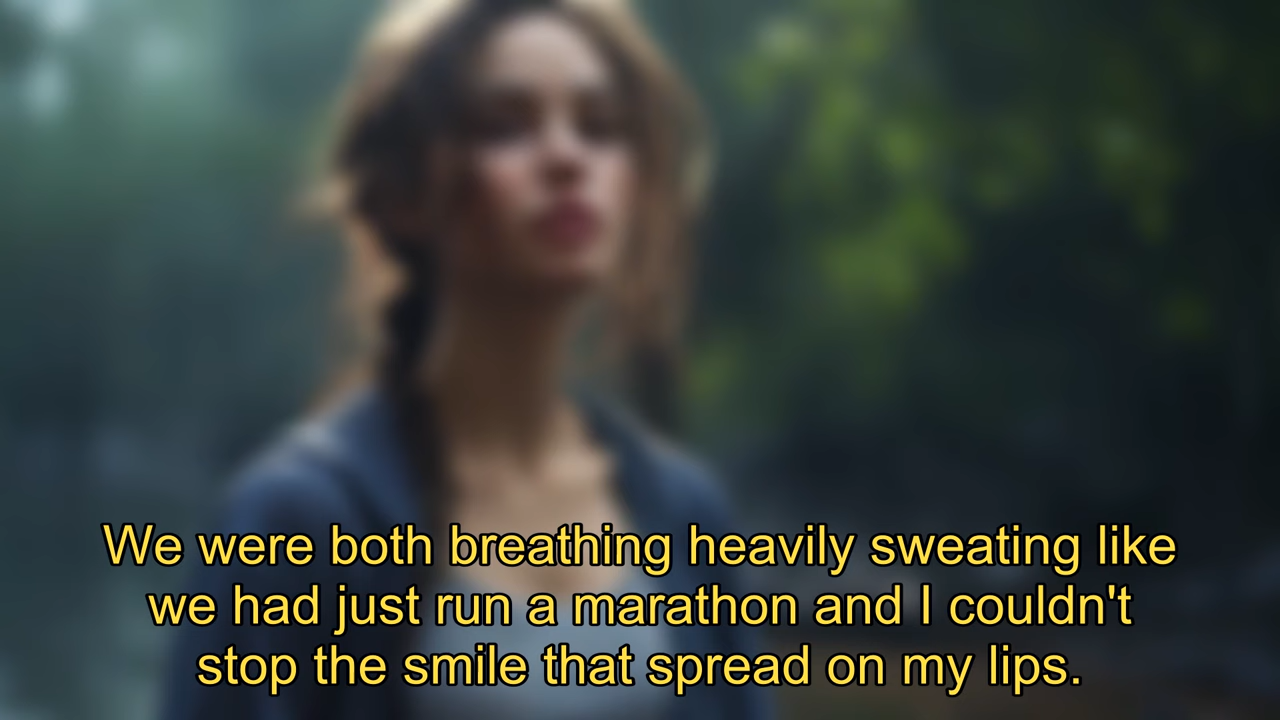 We were both breathing heavily sweating like
we had just run a marathon and I couldn't
stop the smile that spread on my lips.